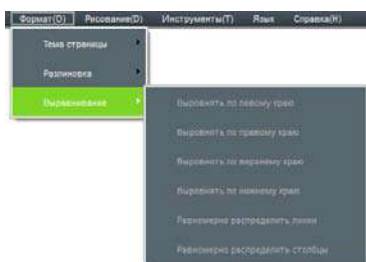 Формат(O) Рисование(D) Инструменты(T) Язык Справка(H)
Тема страницы
Разлиновка
Выравнивание
Выровнять по левому краю
Выровнять по правому краю
Выровнять по верхнему краю
Выровнять по нижнему краю
Равномерно распределить линии
Равномерно распределить столбцы